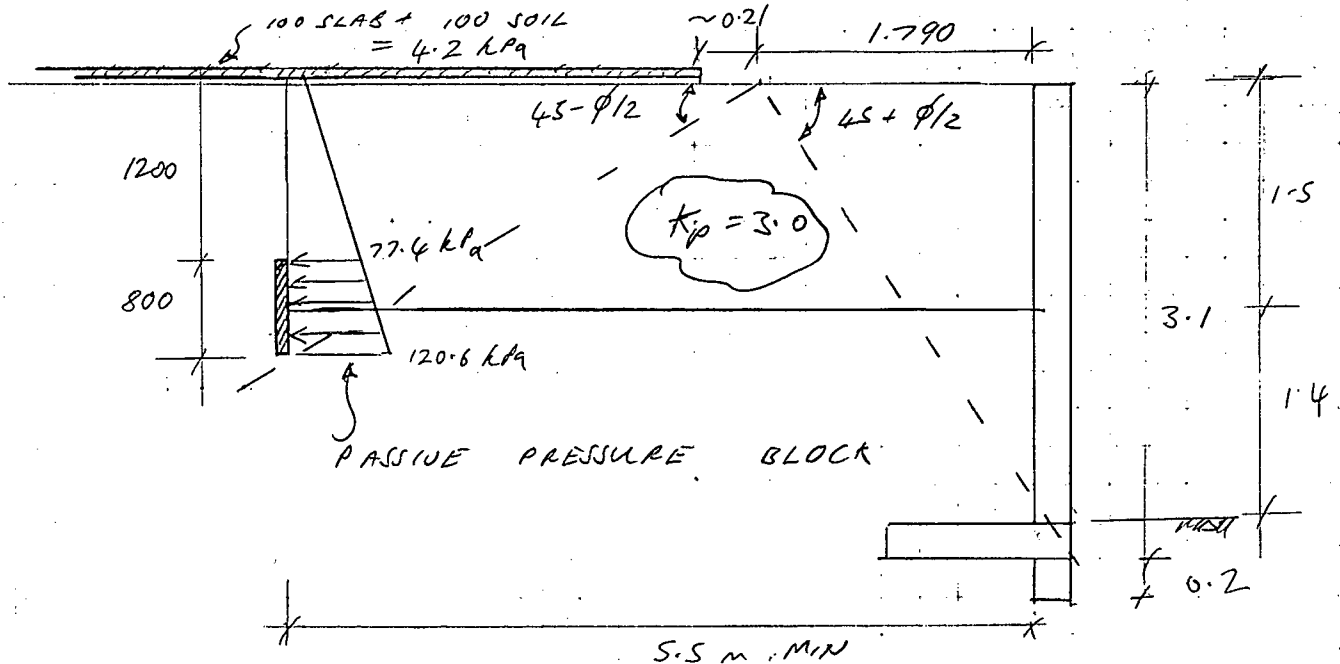 100 SLAB + 100 SOIL
= 4.2 kPa
~0.2
1.790
45-φ/2
45+φ/2
1200
1.5
Kp = 3.0
77.4 kPa
800
3.1
120.6 kPa
1.4
PASSIVE PRESSURE BLOCK
0.2
5.5 m. MIN